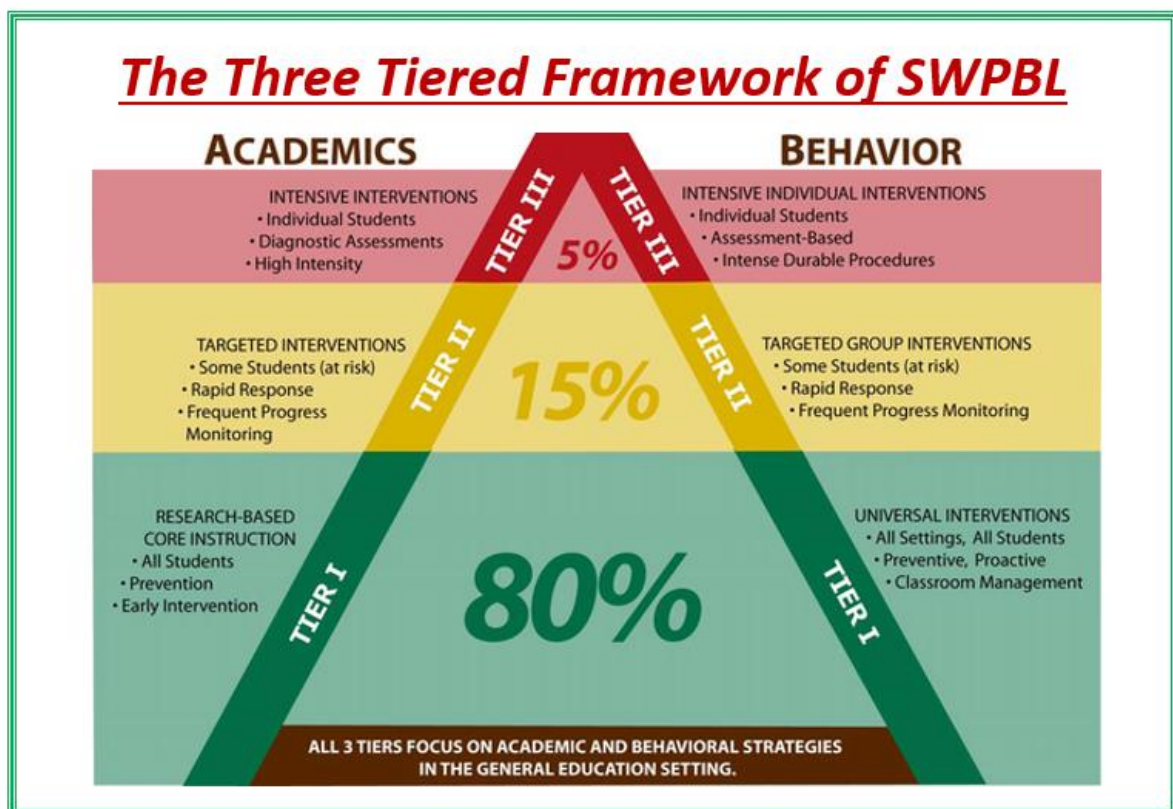 The Three Tiered Framework of SWPBL
ACADEMICS
BEHAVIOR
INTENSIVE INTERVENTIONS
• Individual Students
• Diagnostic Assessments
• High Intensity
TIER III
5%
TIER III
INTENSIVE INDIVIDUAL INTERVENTIONS
• Individual Students
• Assessment-Based
• Intense Durable Procedures
TARGETED INTERVENTIONS
• Some Students (at risk)
• Rapid Response
• Frequent Progress
Monitoring
TIER II
15%
TIER II
TARGETED GROUP INTERVENTIONS
• Some Students (at risk)
• Rapid Response
• Frequent Progress Monitoring
RESEARCH-BASED
CORE INSTRUCTION
• All Students
• Prevention
• Early Intervention
TIER I
80%
TIER I
UNIVERSAL INTERVENTIONS
• All Settings, All Students
• Preventive, Proactive
• Classroom Management
ALL 3 TIERS FOCUS ON ACADEMIC AND BEHAVIORAL STRATEGIES
IN THE GENERAL EDUCATION SETTING.